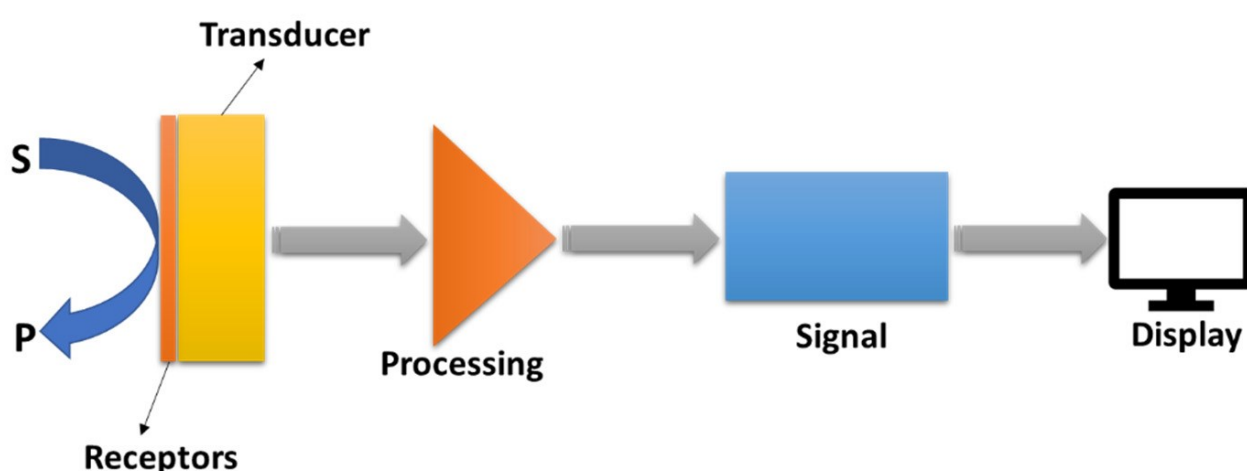 Transducer
S
P
Processing
Signal
Display
Receptors